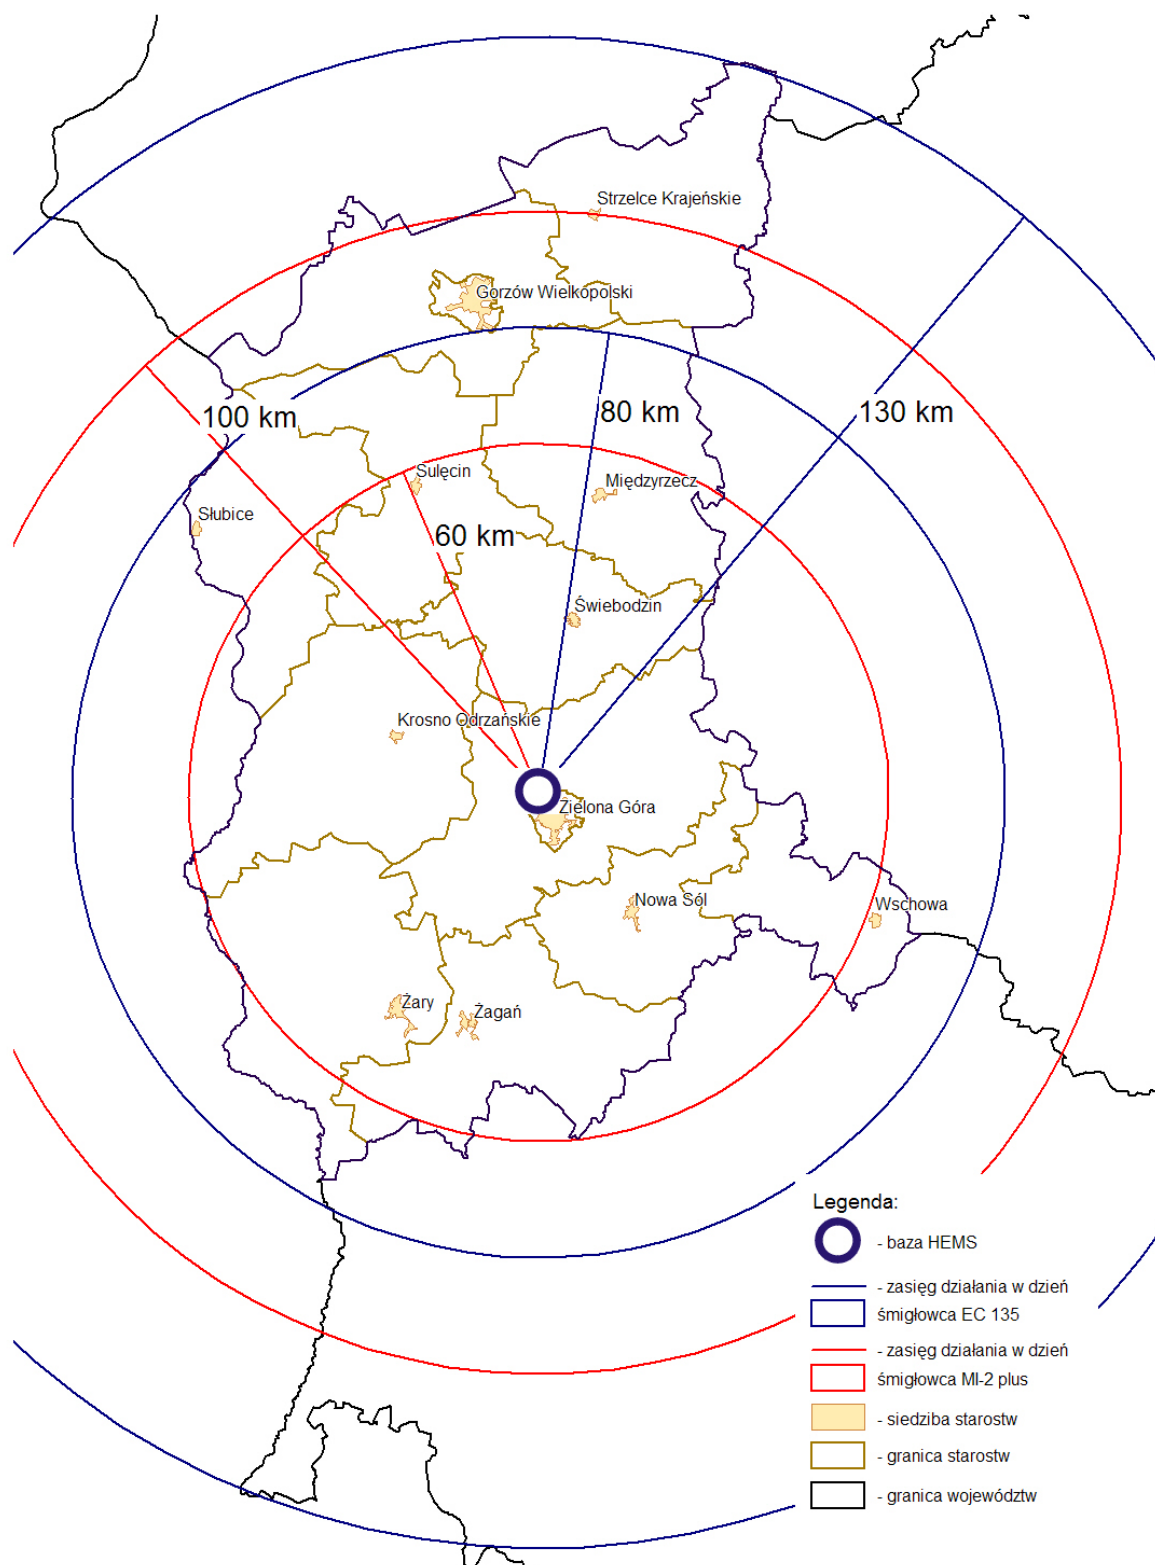 Strzelce Krajeńskie
Gorzów Wielkopolski
100 km
80 km
130 km
Sulęcin
Międzyrzecz
Słubice
60 km
Świebodzin
Krosno Odrzańskie
Zielona Góra
Nowa Sól
Wschowa
Żary
Żagań
Legenda:
- baza HEMS
- zasięg działania w dzień
śmigłowca EC 135
- zasięg działania w dzień
śmigłowca MI-2 plus
- siedziba starostw
- granica starostw
- granica województw